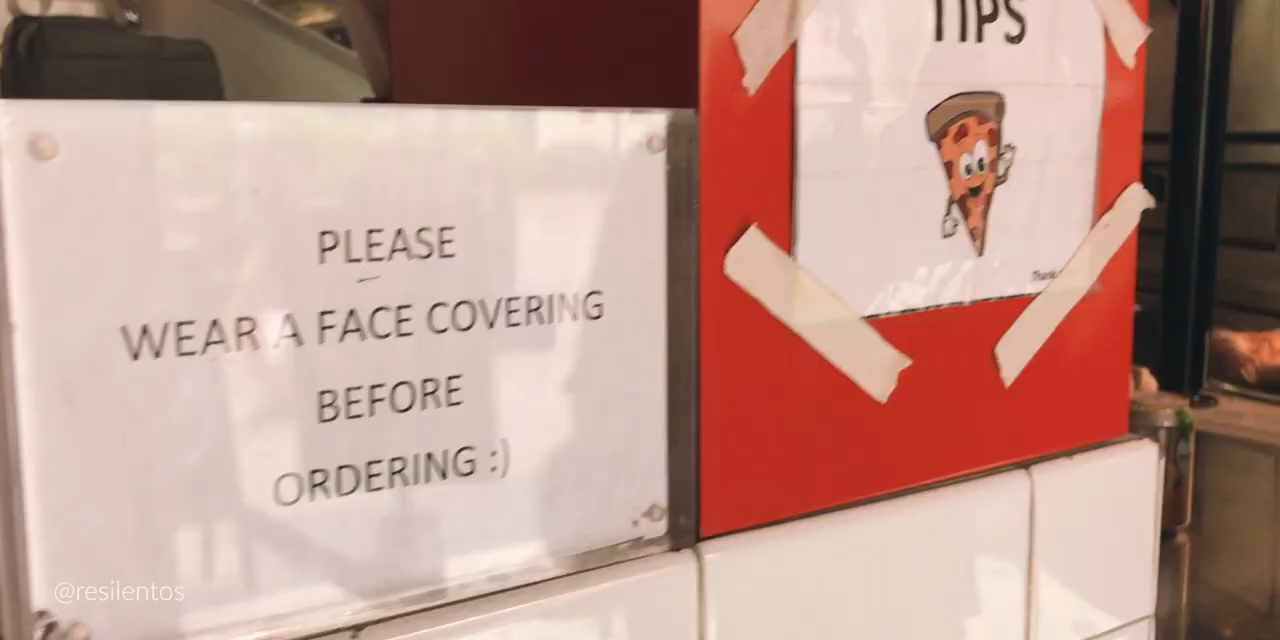 PLEASE
WEAR A FACE COVERING
BEFORE
ORDERING :)
TIPS
@resilentos